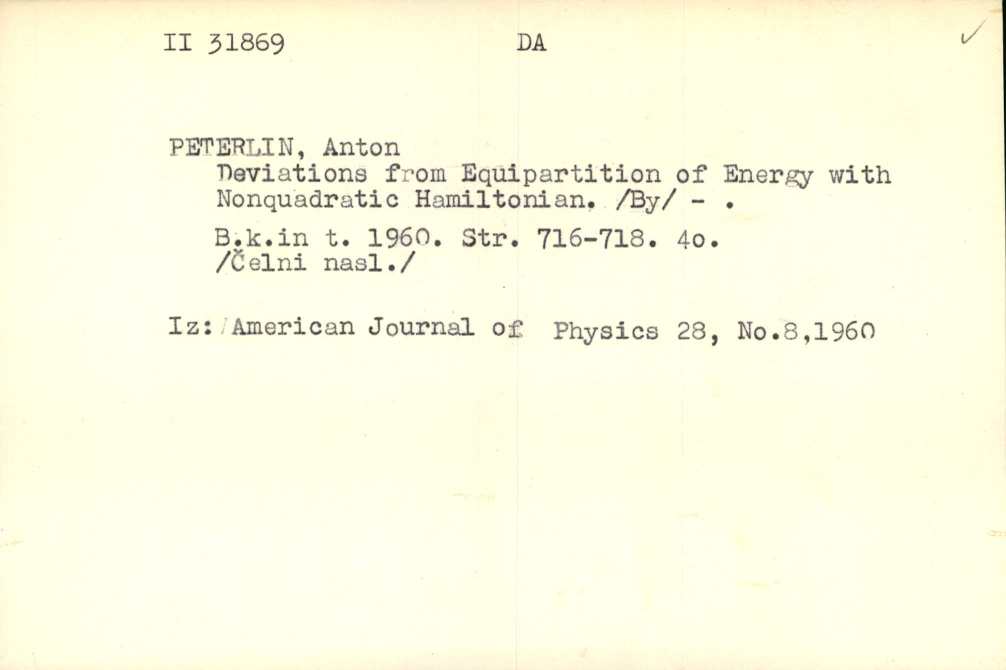 II 31869 DA
PETERLIN, Anton
Deviations from Equipartition of Energy with
Nonquadratic Hamiltonian. /By/ - .
B.k.in t. 1960. Str. 716-718. 4o.
/Čelni nasl./
Iz: American Journal of Physics 28, No.8,1960